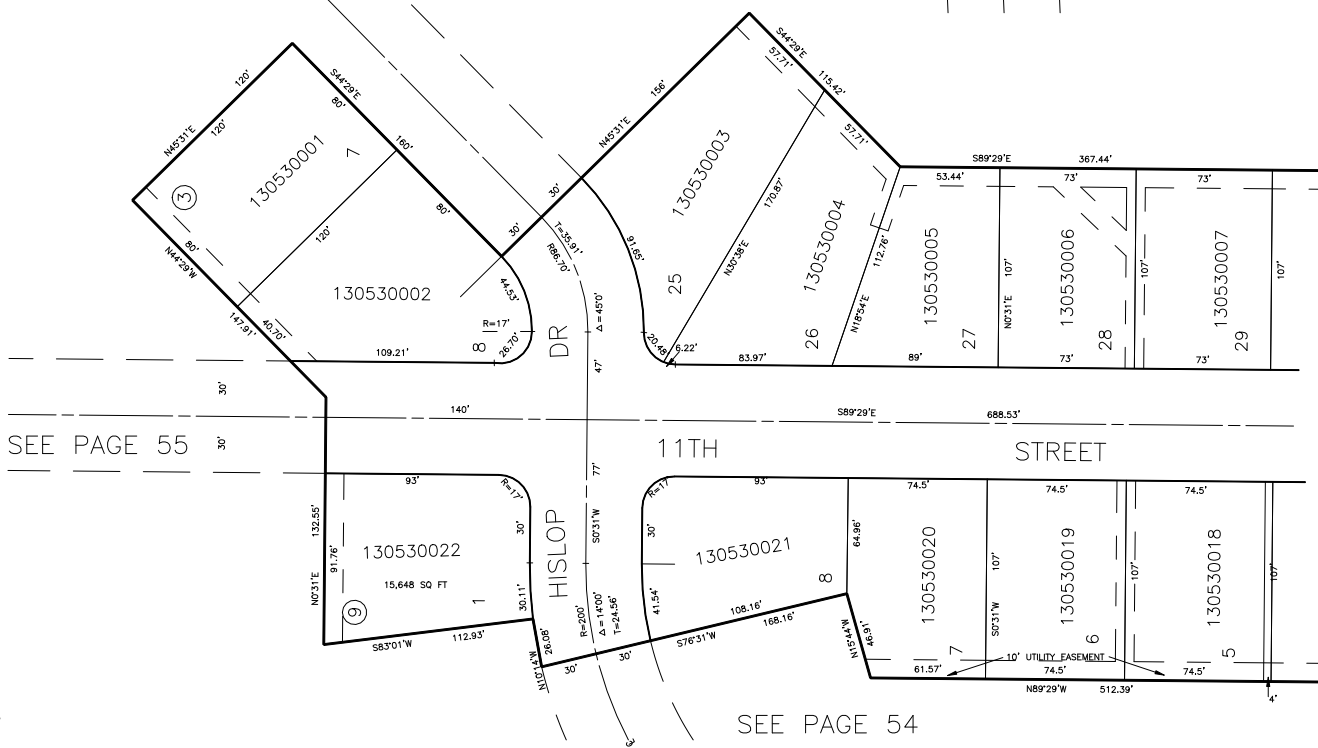 S44°29'E
120'
S44°29'E
80'
57.71'
156'
115.42'
N45°31'E
120'
160'
57.71'
130530001
7
130530003
N45°31'E
S89°29'E
367.44'
3
80'
120'
30'
53.44'
73'
73'
170.87'
130530004
80'
30'
T=35.91'
R86.70'
91.65'
112.76'
130530005
130530006
130530007
N44°29'W
130530002
44.53'
25
N30°38'E
107'
107'
107'
147.91'
40.70'
R=17'
Δ=45°0'
N18°54'E
N0°31'E
109.21'
8
26.70'
DR
20.48'
6.22'
26
27
28
29
47'
83.97'
89'
73'
73'
30'
140'
S89°29'E
688.53'
SEE PAGE 55
30'
11TH
STREET
77'
93'
R=17'
R=17'
93'
74.5'
74.5'
74.5'
132.55'
30'
S0°31'W
30'
64.96'
91.76'
130530022
HISLOP
130530021
130530020
107'
130530019
107'
130530018
107'
15,648 SQ FT
8
N0°31'E
9
1
30.11'
R=200'
Δ=14°00'
T=24.56'
41.54'
108.16'
168.16'
S0°31'W
S83°01'W
112.93'
26.08'
S76°31'W
N15°44'W
46.91'
7
6
5
10' UTILITY EASEMENT
N10°14'W
30'
30'
61.57'
74.5'
74.5'
N89°29'W
512.39'
4'
SEE PAGE 54